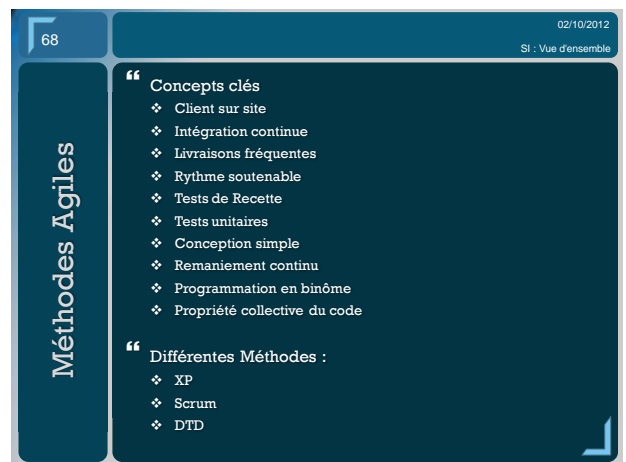 68
02/10/2012
SI : Vue d'ensemble
Méthodes Agiles
Concepts clés
Client sur site
Intégration continue
Livraisons fréquentes
Rythme soutenable
Tests de Recette
Tests unitaires
Conception simple
Remaniement continu
Programmation en binôme
Propriété collective du code
Différentes Méthodes :
XP
Scrum
DTD